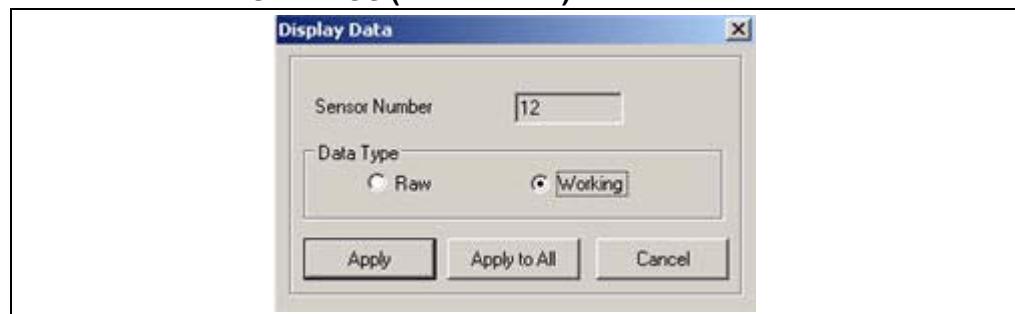 Display Data
Sensor Number 12
Data Type
Raw Working
Apply Apply to All Cancel